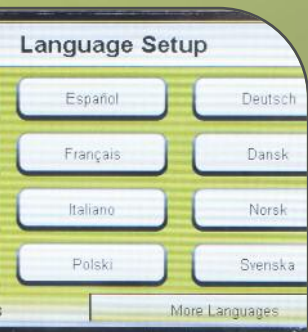 Language Setup
Español Deutsch
Français Dansk
Italiano Norsk
Polski Svenska
More Languages